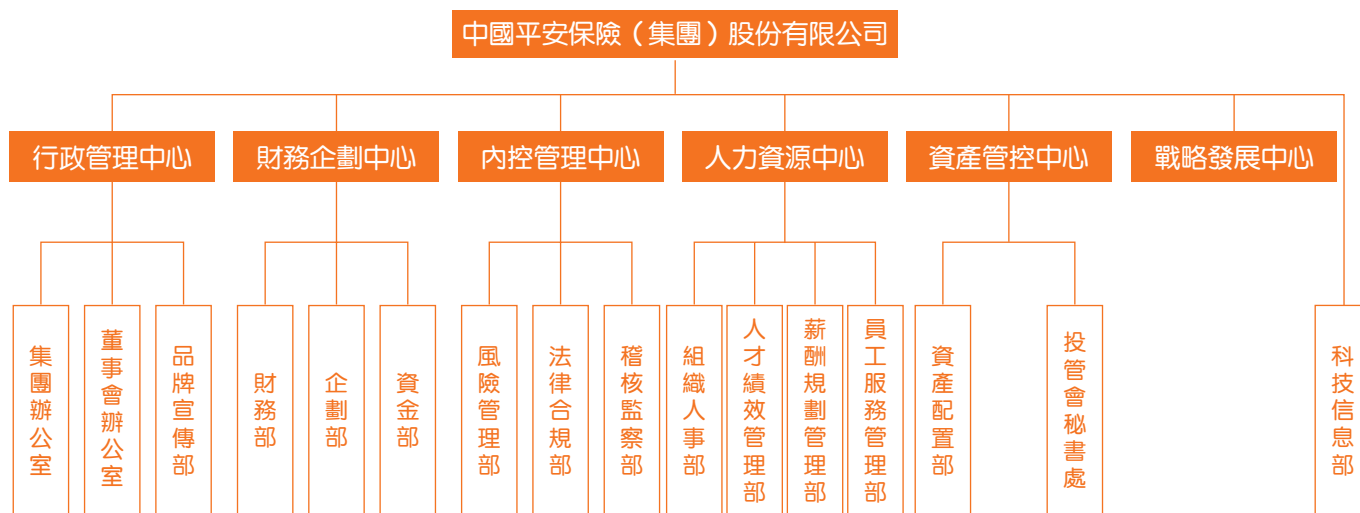 中國平安保險（集團）股份有限公司
行政管理中心
財務企劃中心
內控管理中心
人力資源中心
資產管控中心
戰略發展中心
集團辦公室
董事會辦公室
品牌宣傳部
財務部
企劃部
資金部
風險管理部
法律合規部
稽核監察部
組織人事部
人才績效管理部
薪酬規劃管理部
員工服務管理部
資產配置部
投管會秘書處
科技信息部